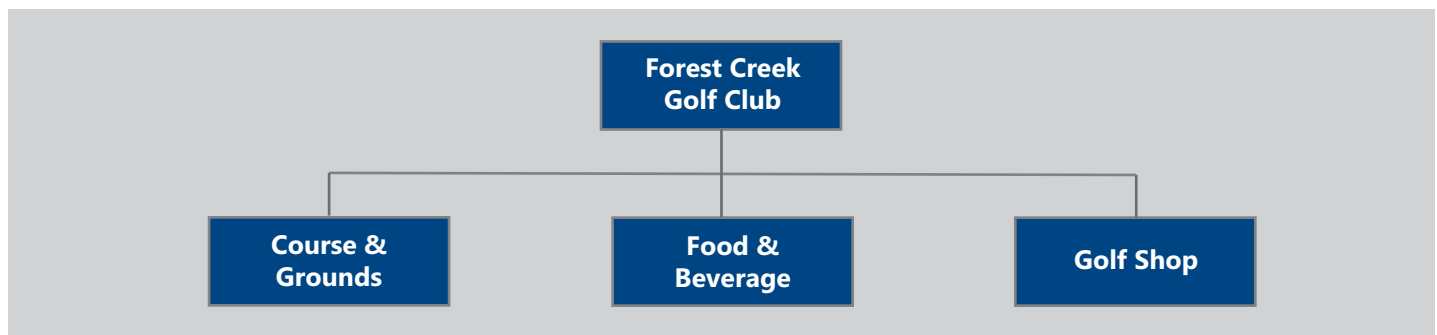 Forest Creek
Golf Club
Course &
Grounds
Food &
Beverage
Golf Shop